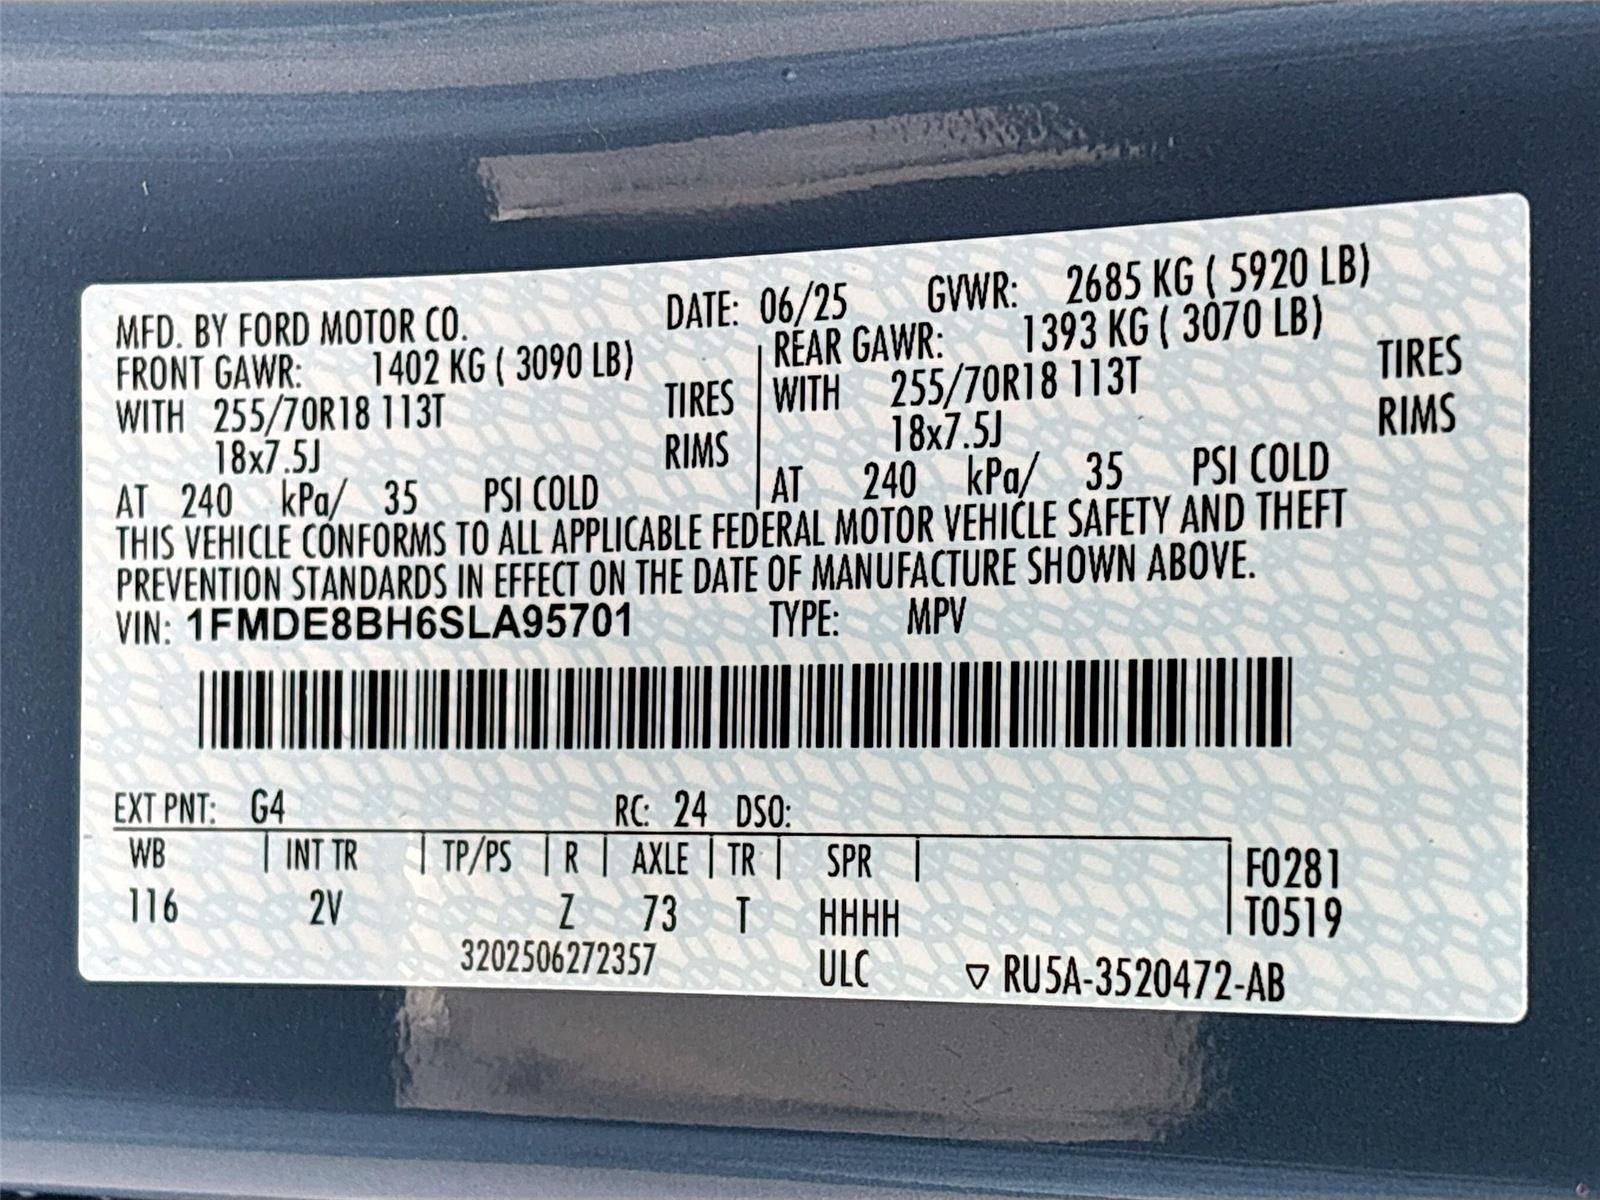 MFD. BY FORD MOTOR CO. DATE: 06/25 GVWR: 2685 KG ( 5920 LB)
FRONT GAWR: 1402 KG ( 3090 LB) REAR GAWR: 1393 KG ( 3070 LB)
WITH 255/70R18 113T TIRES WITH 255/70R18 113T TIRES
18x7.5J RIMS 18x7.5J RIMS
AT 240 kPa/ 35 PSI COLD AT 240 kPa/ 35 PSI COLD
THIS VEHICLE CONFORMS TO ALL APPLICABLE FEDERAL MOTOR VEHICLE SAFETY AND THEFT
PREVENTION STANDARDS IN EFFECT ON THE DATE OF MANUFACTURE SHOWN ABOVE.
VIN: 1FMDE8BH6SLA95701 TYPE: MPV
EXT PNT: G4 RC: 24 DSO:
WB | INT TR | TP/PS | R | AXLE | TR | SPR | F0281
116 2V Z 73 T HHHH T0519
3202506272357 ULC ▽ RU5A-3520472-AB